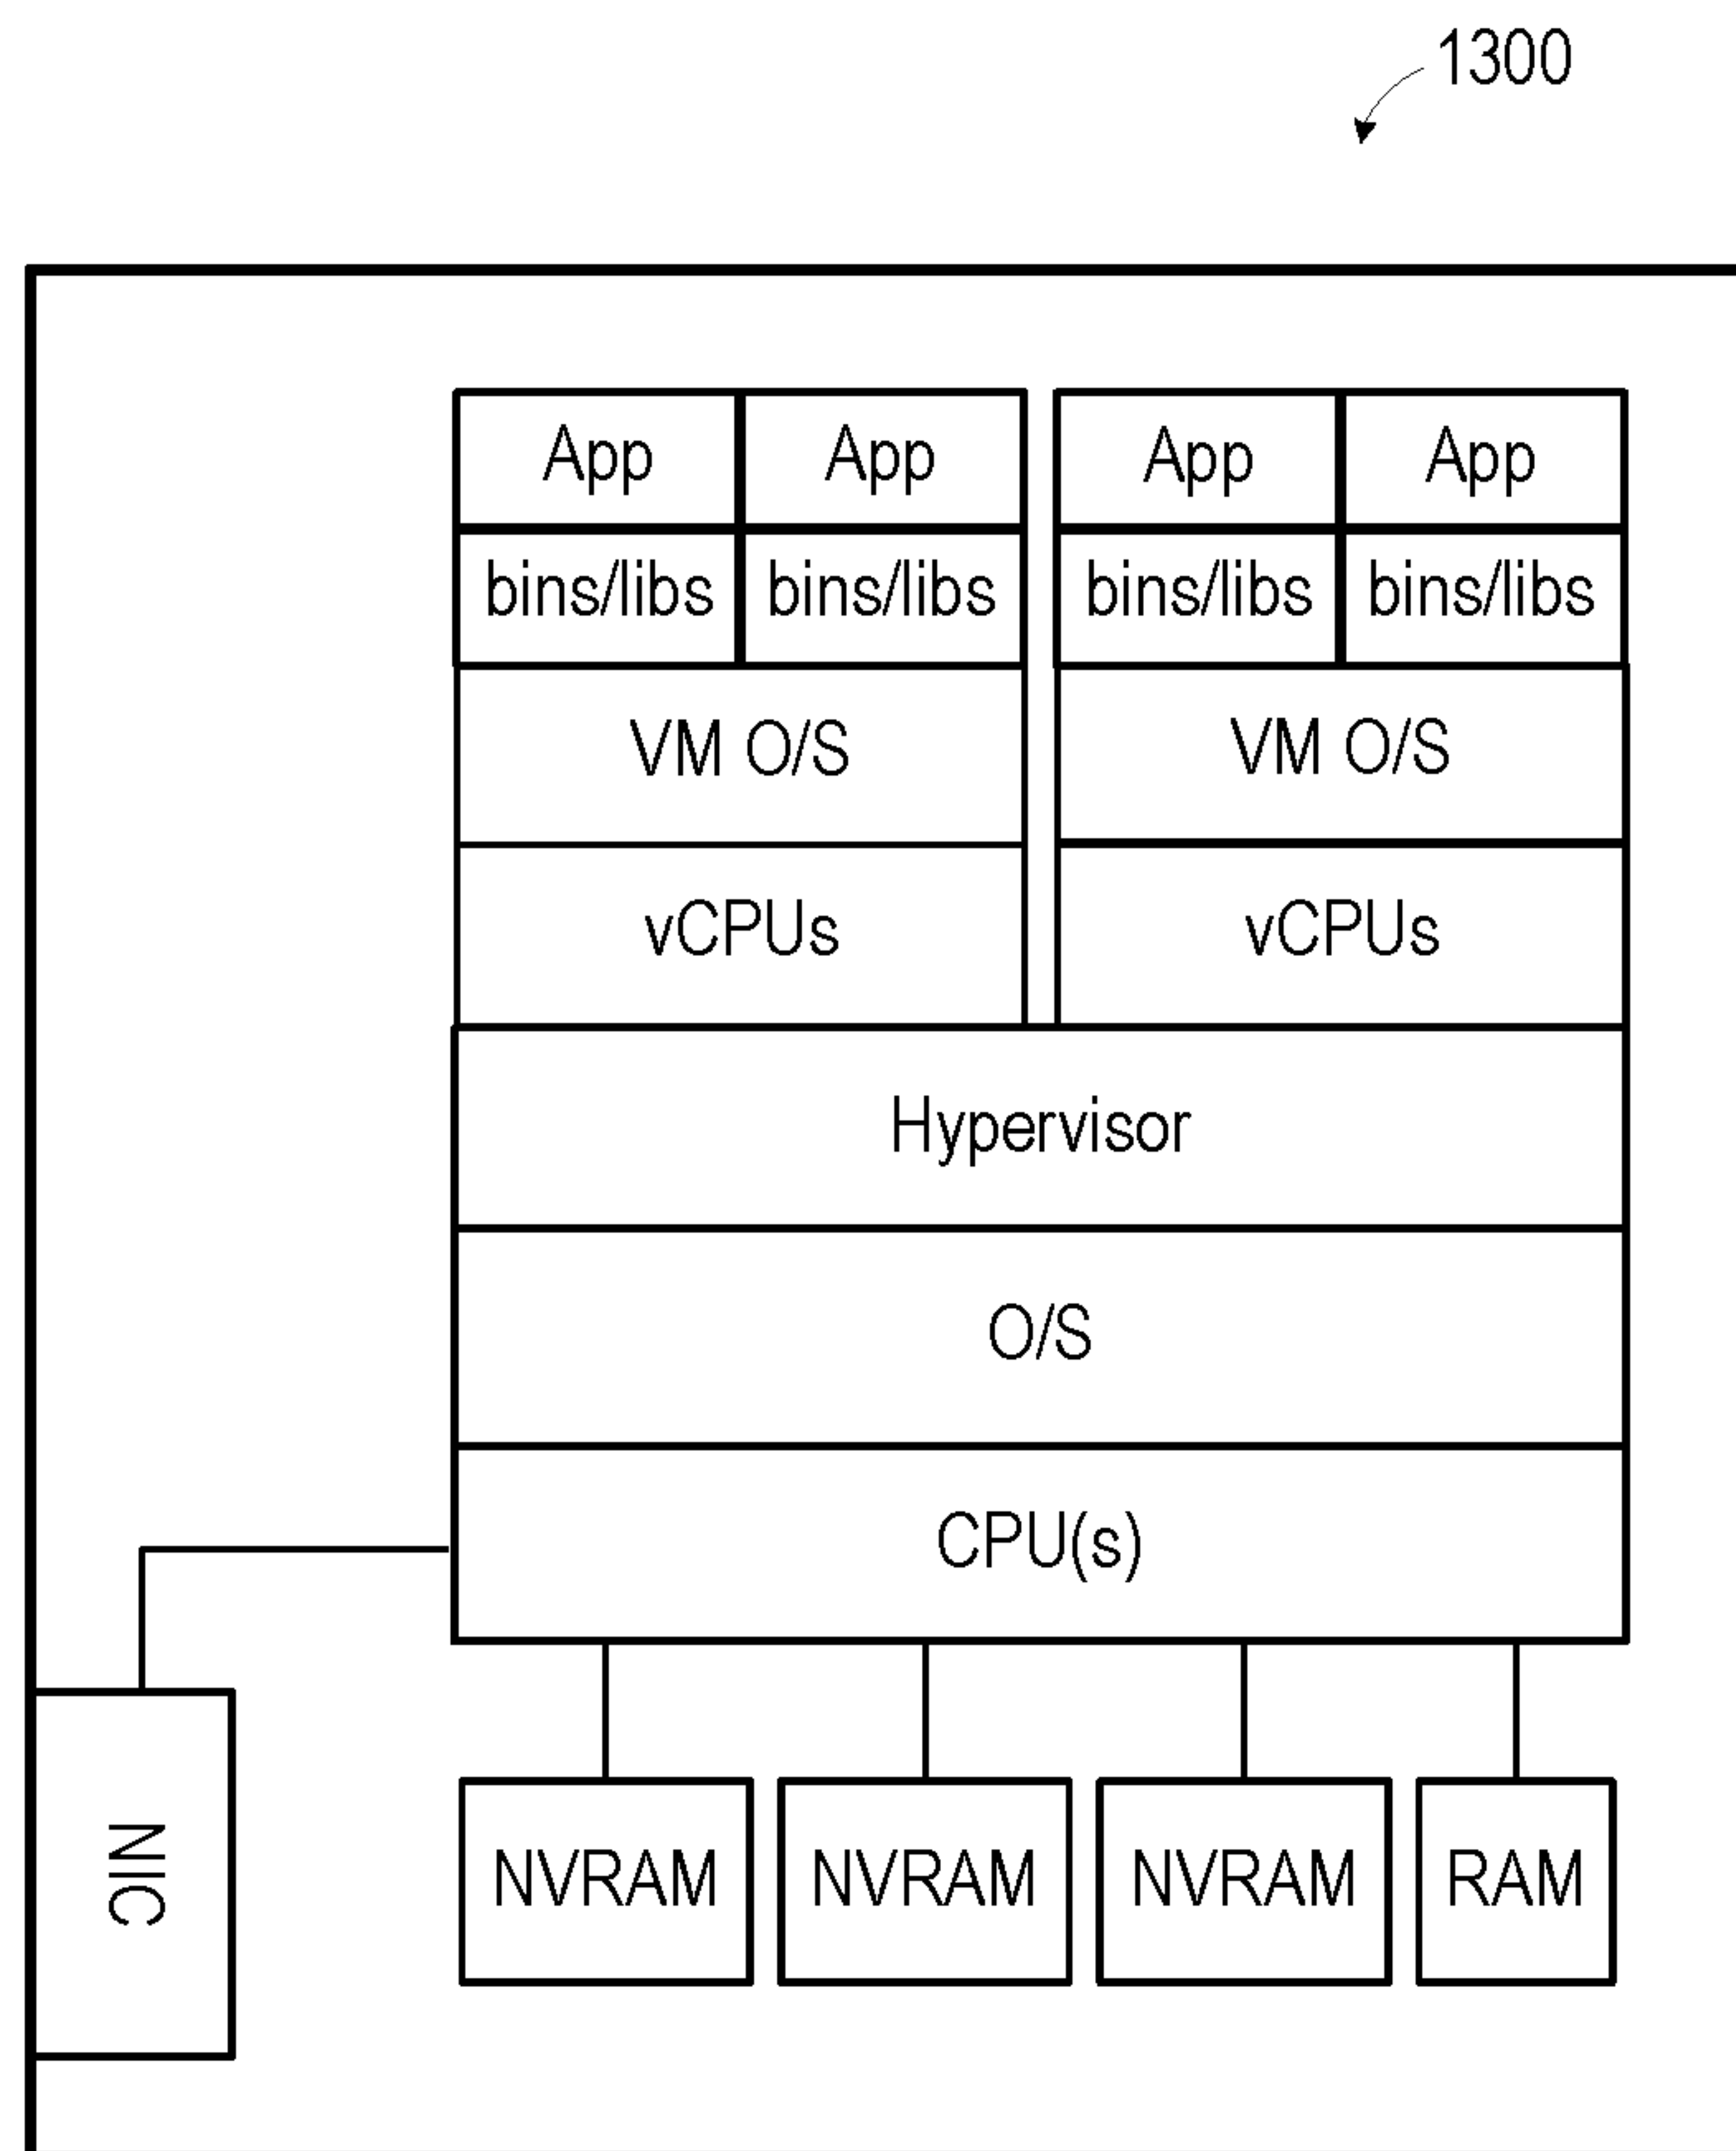 1300
App App App App
bins/libs bins/libs bins/libs bins/libs
VM O/S VM O/S
vCPUs vCPUs
Hypervisor
O/S
CPU(s)
NIC
NVRAM NVRAM NVRAM RAM